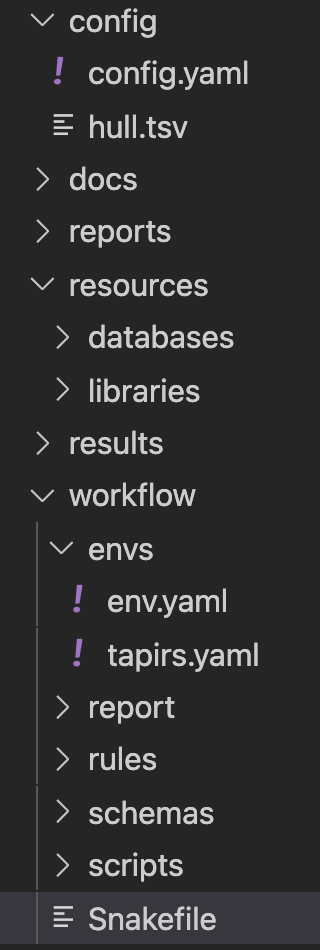 config
config.yaml
hull.tsv
docs
reports
resources
databases
libraries
results
workflow
envs
env.yaml
tapirs.yaml
report
rules
schemas
scripts
Snakefile